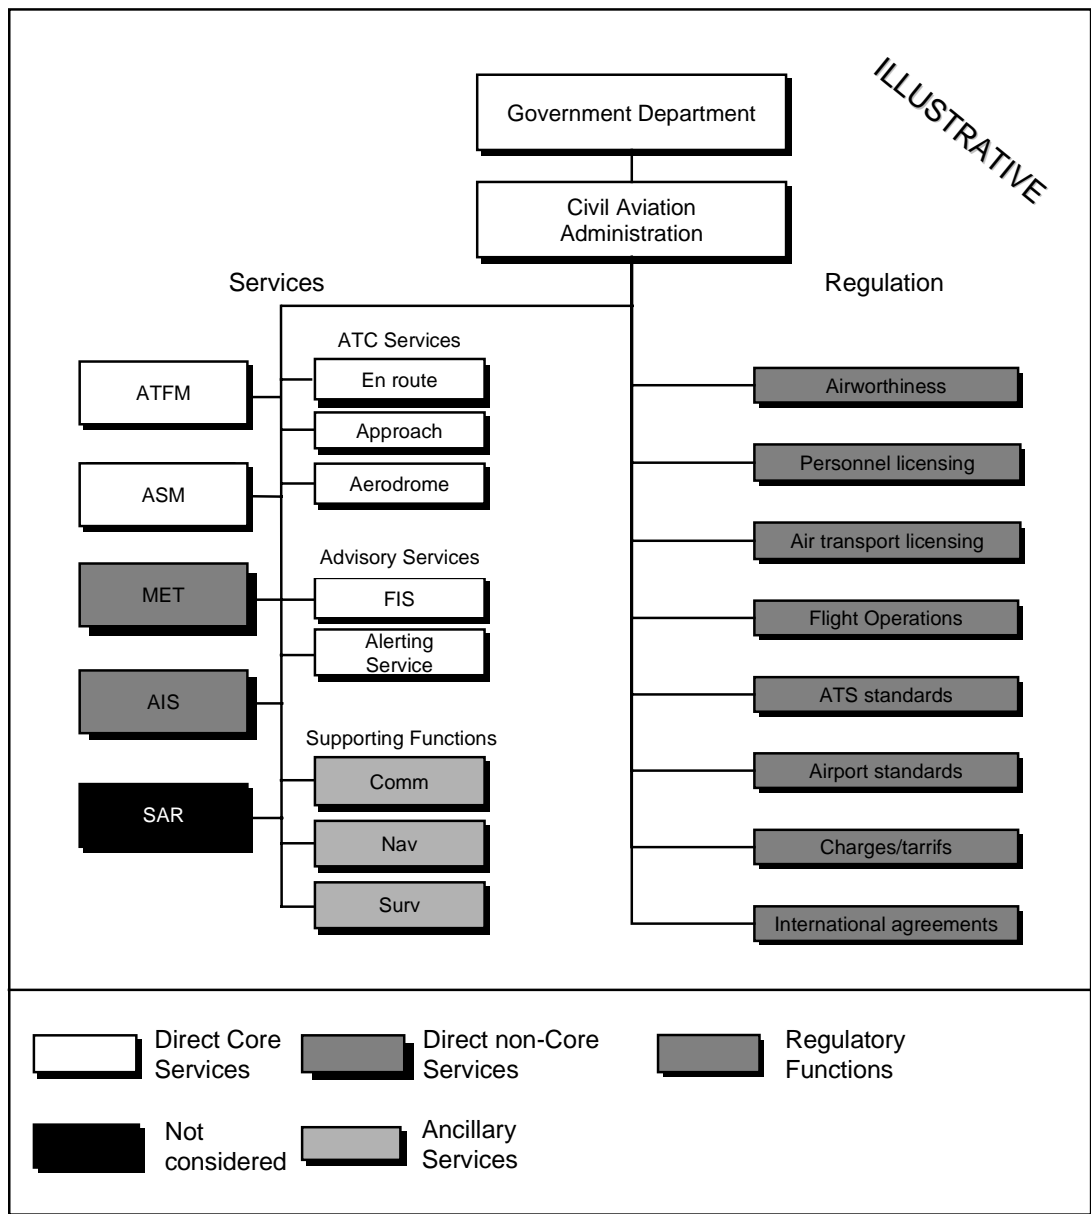 ILLUSTRATIVE
Government Department
Civil Aviation
Administration
Services
Regulation
ATFM
ASM
MET
AIS
SAR
ATC Services
En route
Approach
Aerodrome
Advisory Services
FIS
Alerting
Service
Supporting Functions
Comm
Nav
Surv
Airworthiness
Personnel licensing
Air transport licensing
Flight Operations
ATS standards
Airport standards
Charges/tarrifs
International agreements
Direct Core
Services
Direct non-Core
Services
Regulatory
Functions
Not
considered
Ancillary
Services